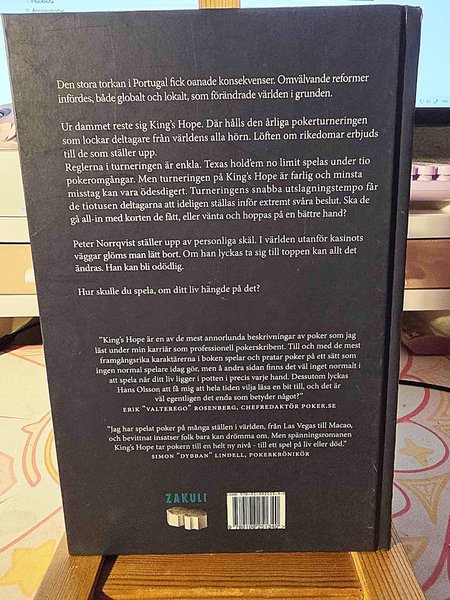 Den stora torkan i Portugal fick oanade konsekvenser. Omvälvande reformer
infördes, både globalt och lokalt, som förändrade världen i grunden.
Ur dammet reste sig King's Hope. Där hålls den årliga pokerturneringen
som lockar deltagare från världens alla hörn. Löften om rikedomar erbjuds
till de som ställer upp.
Reglerna i turneringen är enkla. Texas hold'em no limit spelas under tio
pokeromgångar. Men turneringen på King's Hope är farlig och minsta
misstag kan vara ödesdigert. Turneringens snabba utslagningstempo får
de tiotusen deltagarna att ideligen ställas inför extremt svåra beslut. Ska de
gå all-in med korten de fått, eller vänta och hoppas på en bättre hand?
Peter Norrqvist ställer upp av personliga skäl. I världen utanför kasinots
väggar glöms man lätt bort. Om han lyckas ta sig till toppen kan allt det
ändras. Han kan bli odödlig.
Hur skulle du spela, om ditt liv hängde på det?
"King's Hope är en av de mest annorlunda beskrivningar av poker som jag
läst under min karriär som professionell pokerskribent. Till och med de mest
framgångsrika karaktärerna i boken spelar och pratar poker på ett sätt som
ingen normal spelare idag gör, men å andra sidan finns det väl inget normalt i
att spela när ditt liv ligger i potten i precis varje hand. Dessutom lyckas
Hans Olsson att få mig att hela tiden vilja läsa en bit till, och det är
väl egentligen det enda som betyder något?"
ERIK "VALTEREGO" ROSENBERG, CHEFREDAKTÖR POKER.SE
"Jag har spelat poker på många ställen i världen, från Las Vegas till Macao,
och bevittnat insatser folk bara kan drömma om. Men spänningsromanen
King's Hope tar pokern till en helt ny nivå - till ett spel på liv eller död."
SIMON "DYBBAN" LINDELL, POKERKRÖNIKÖR
ZAKULI